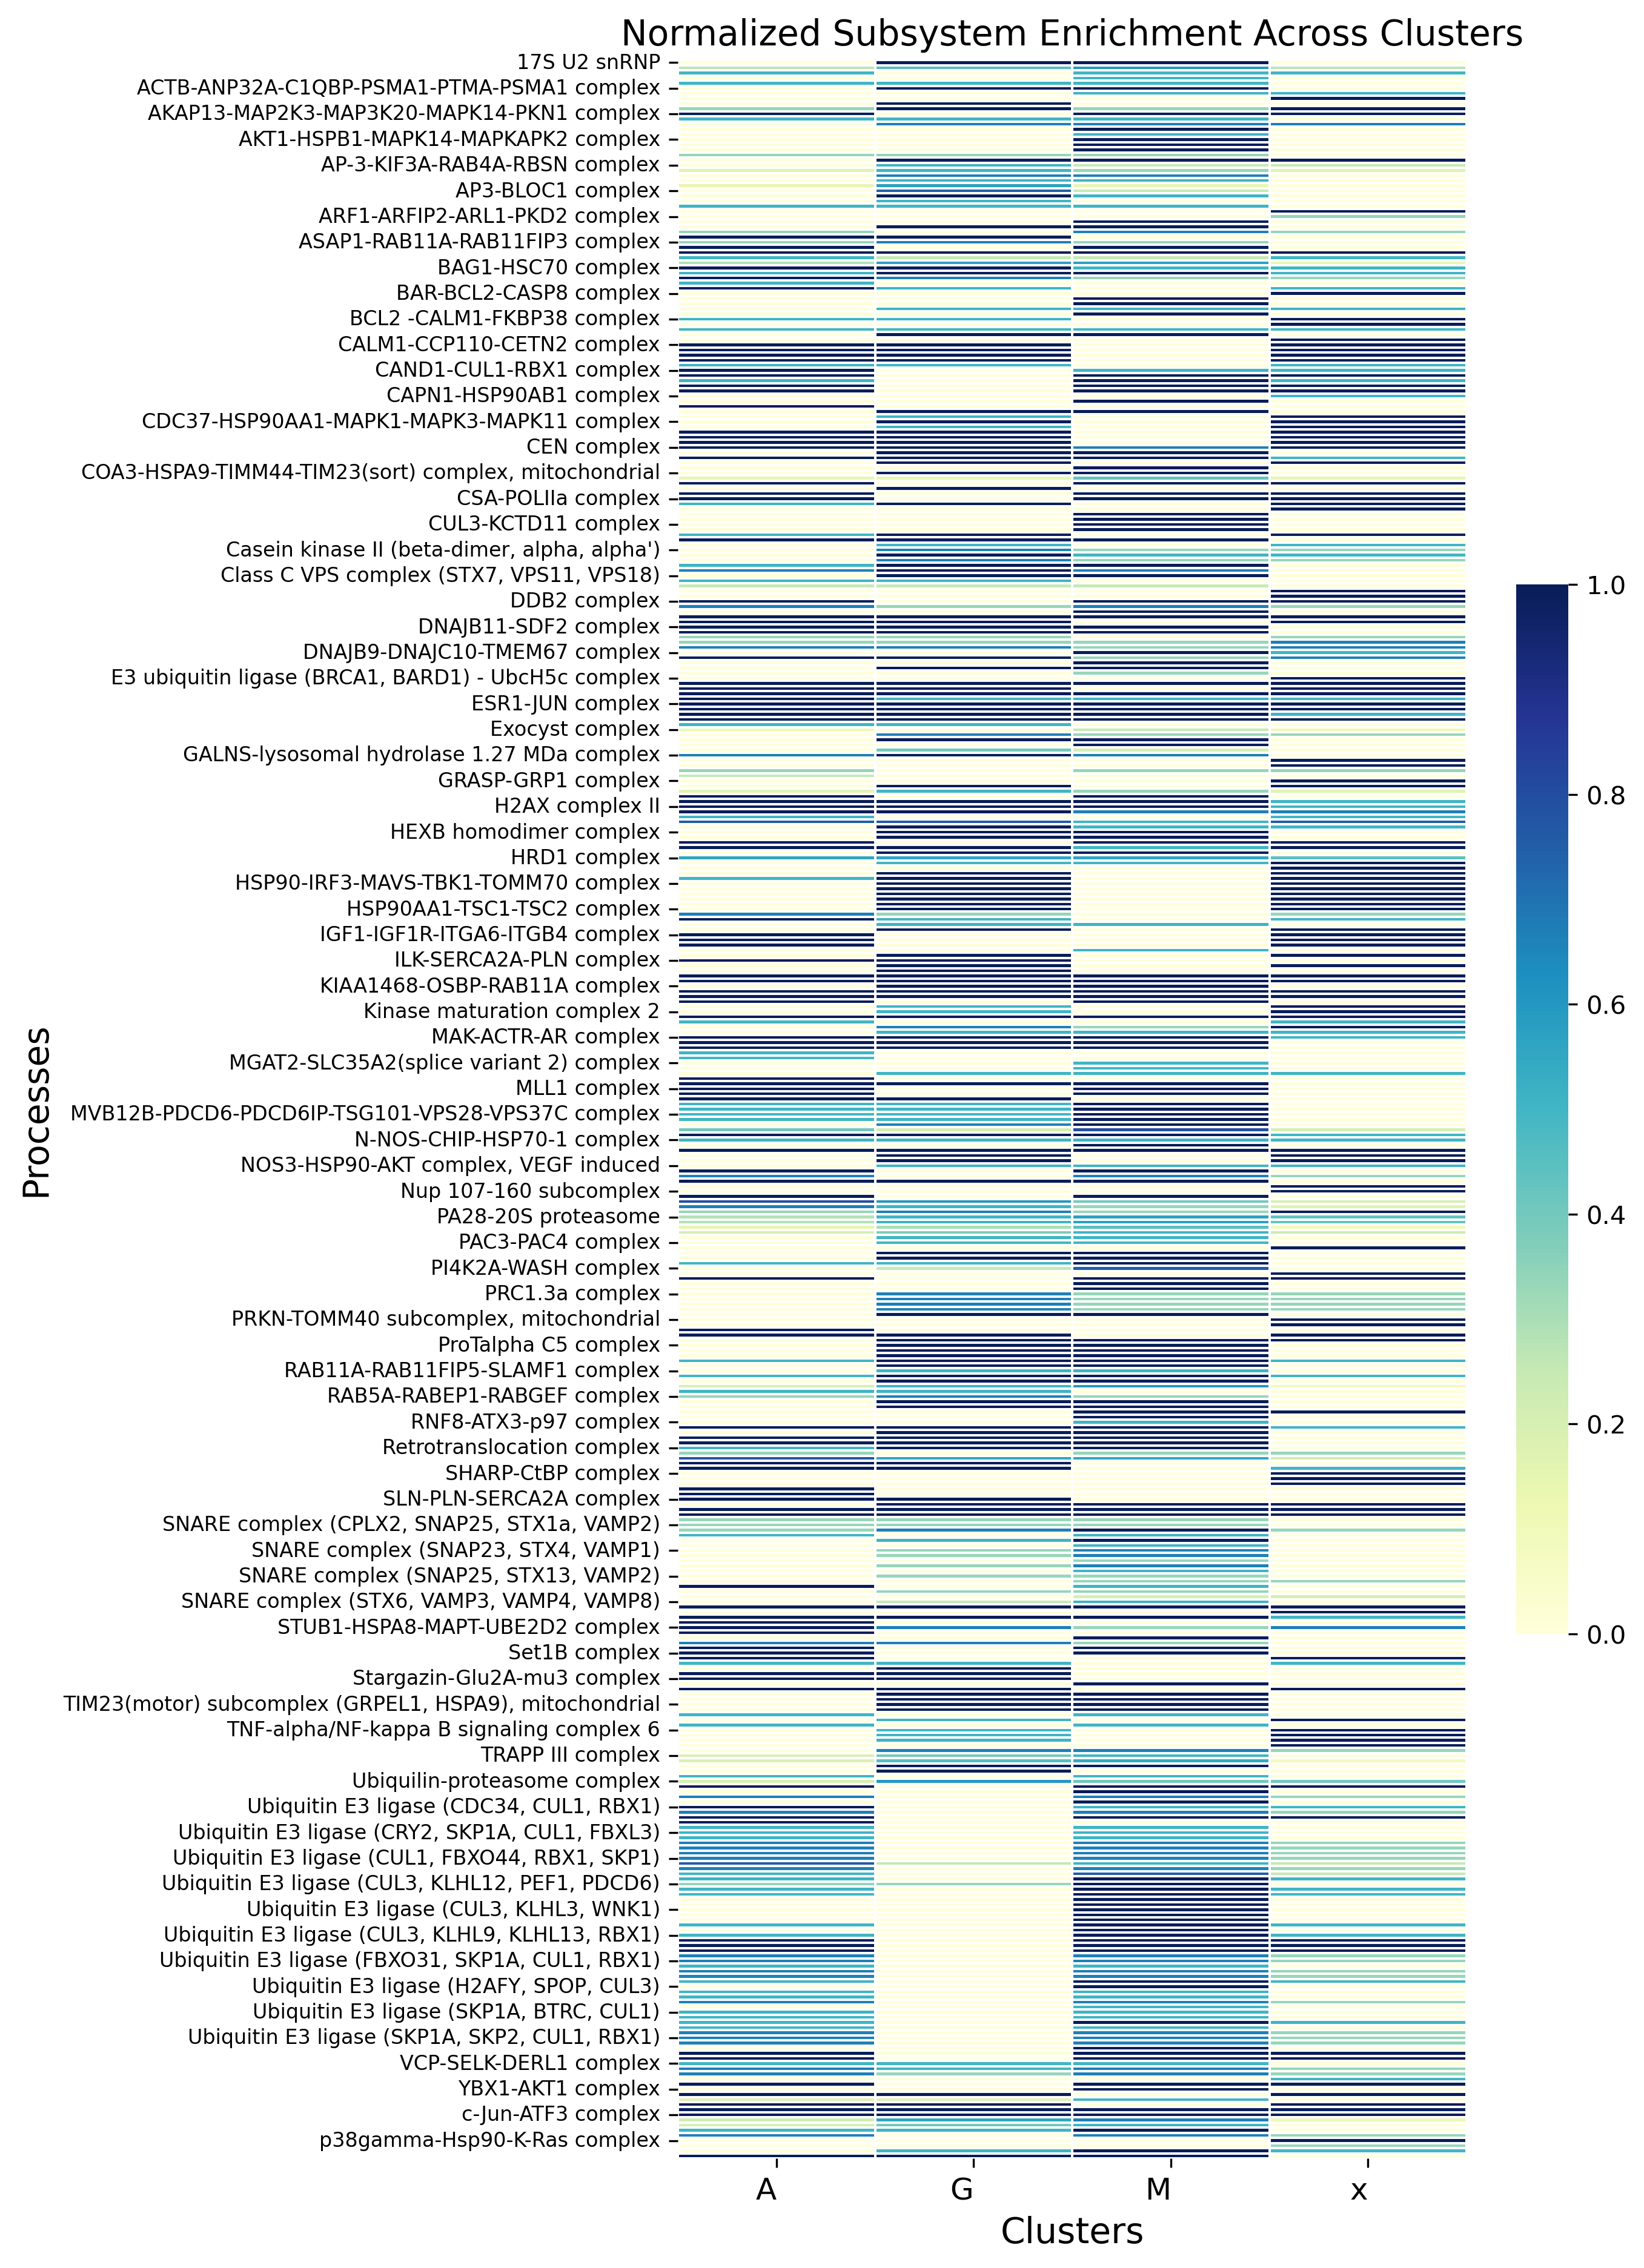 Normalized Subsystem Enrichment Across Clusters
17S U2 snRNP
ACTB-ANP32A-C1QBP-PSMA1-PTMA-PSMA1 complex
AKAP13-MAP2K3-MAP3K20-MAPK14-PKN1 complex
AKT1-HSPB1-MAPK14-MAPKAPK2 complex
AP-3-KIF3A-RAB4A-RBSN complex
AP3-BLOC1 complex
ARF1-ARFIP2-ARL1-PKD2 complex
ASAP1-RAB11A-RAB11FIP3 complex
BAG1-HSC70 complex
BAR-BCL2-CASP8 complex
BCL2 -CALM1-FKBP38 complex
CALM1-CCP110-CETN2 complex
CAND1-CUL1-RBX1 complex
CAPN1-HSP90AB1 complex
CDC37-HSP90AA1-MAPK1-MAPK3-MAPK11 complex
CEN complex
COA3-HSPA9-TIMM44-TIM23(sort) complex, mitochondrial
CSA-POLIIa complex
CUL3-KCTD11 complex
Casein kinase II (beta-dimer, alpha, alpha')
Class C VPS complex (STX7, VPS11, VPS18)
DDB2 complex
DNAJB11-SDF2 complex
DNAJB9-DNAJC10-TMEM67 complex
E3 ubiquitin ligase (BRCA1, BARD1) - UbcH5c complex
ESR1-JUN complex
Exocyst complex
GALNS-lysosomal hydrolase 1.27 MDa complex
GRASP-GRP1 complex
H2AX complex II
HEXB homodimer complex
HRD1 complex
HSP90-IRF3-MAVS-TBK1-TOMM70 complex
HSP90AA1-TSC1-TSC2 complex
IGF1-IGF1R-ITGA6-ITGB4 complex
ILK-SERCA2A-PLN complex
KIAA1468-OSBP-RAB11A complex
Kinase maturation complex 2
MAK-ACTR-AR complex
MGAT2-SLC35A2(splice variant 2) complex
MLL1 complex
MVB12B-PDCD6-PDCD6IP-TSG101-VPS28-VPS37C complex
N-NOS-CHIP-HSP70-1 complex
NOS3-HSP90-AKT complex, VEGF induced
Nup 107-160 subcomplex
PA28-20S proteasome
PAC3-PAC4 complex
PI4K2A-WASH complex
PRC1.3a complex
PRKN-TOMM40 subcomplex, mitochondrial
ProTalpha C5 complex
RAB11A-RAB11FIP5-SLAMF1 complex
RAB5A-RABEP1-RABGEF complex
RNF8-ATX3-p97 complex
Retrotranslocation complex
SHARP-CtBP complex
SLN-PLN-SERCA2A complex
SNARE complex (CPLX2, SNAP25, STX1a, VAMP2)
SNARE complex (SNAP23, STX4, VAMP1)
SNARE complex (SNAP25, STX13, VAMP2)
SNARE complex (STX6, VAMP3, VAMP4, VAMP8)
STUB1-HSPA8-MAPT-UBE2D2 complex
Set1B complex
Stargazin-Glu2A-mu3 complex
TIM23(motor) subcomplex (GRPEL1, HSPA9), mitochondrial
TNF-alpha/NF-kappa B signaling complex 6
TRAPP III complex
Ubiquilin-proteasome complex
Ubiquitin E3 ligase (CDC34, CUL1, RBX1)
Ubiquitin E3 ligase (CRY2, SKP1A, CUL1, FBXL3)
Ubiquitin E3 ligase (CUL1, FBXO44, RBX1, SKP1)
Ubiquitin E3 ligase (CUL3, KLHL12, PEF1, PDCD6)
Ubiquitin E3 ligase (CUL3, KLHL3, WNK1)
Ubiquitin E3 ligase (CUL3, KLHL9, KLHL13, RBX1)
Ubiquitin E3 ligase (FBXO31, SKP1A, CUL1, RBX1)
Ubiquitin E3 ligase (H2AFY, SPOP, CUL3)
Ubiquitin E3 ligase (SKP1A, BTRC, CUL1)
Ubiquitin E3 ligase (SKP1A, SKP2, CUL1, RBX1)
VCP-SELK-DERL1 complex
YBX1-AKT1 complex
c-Jun-ATF3 complex
p38gamma-Hsp90-K-Ras complex
Processes
A G M x
Clusters
1.0
0.8
0.6
0.4
0.2
0.0